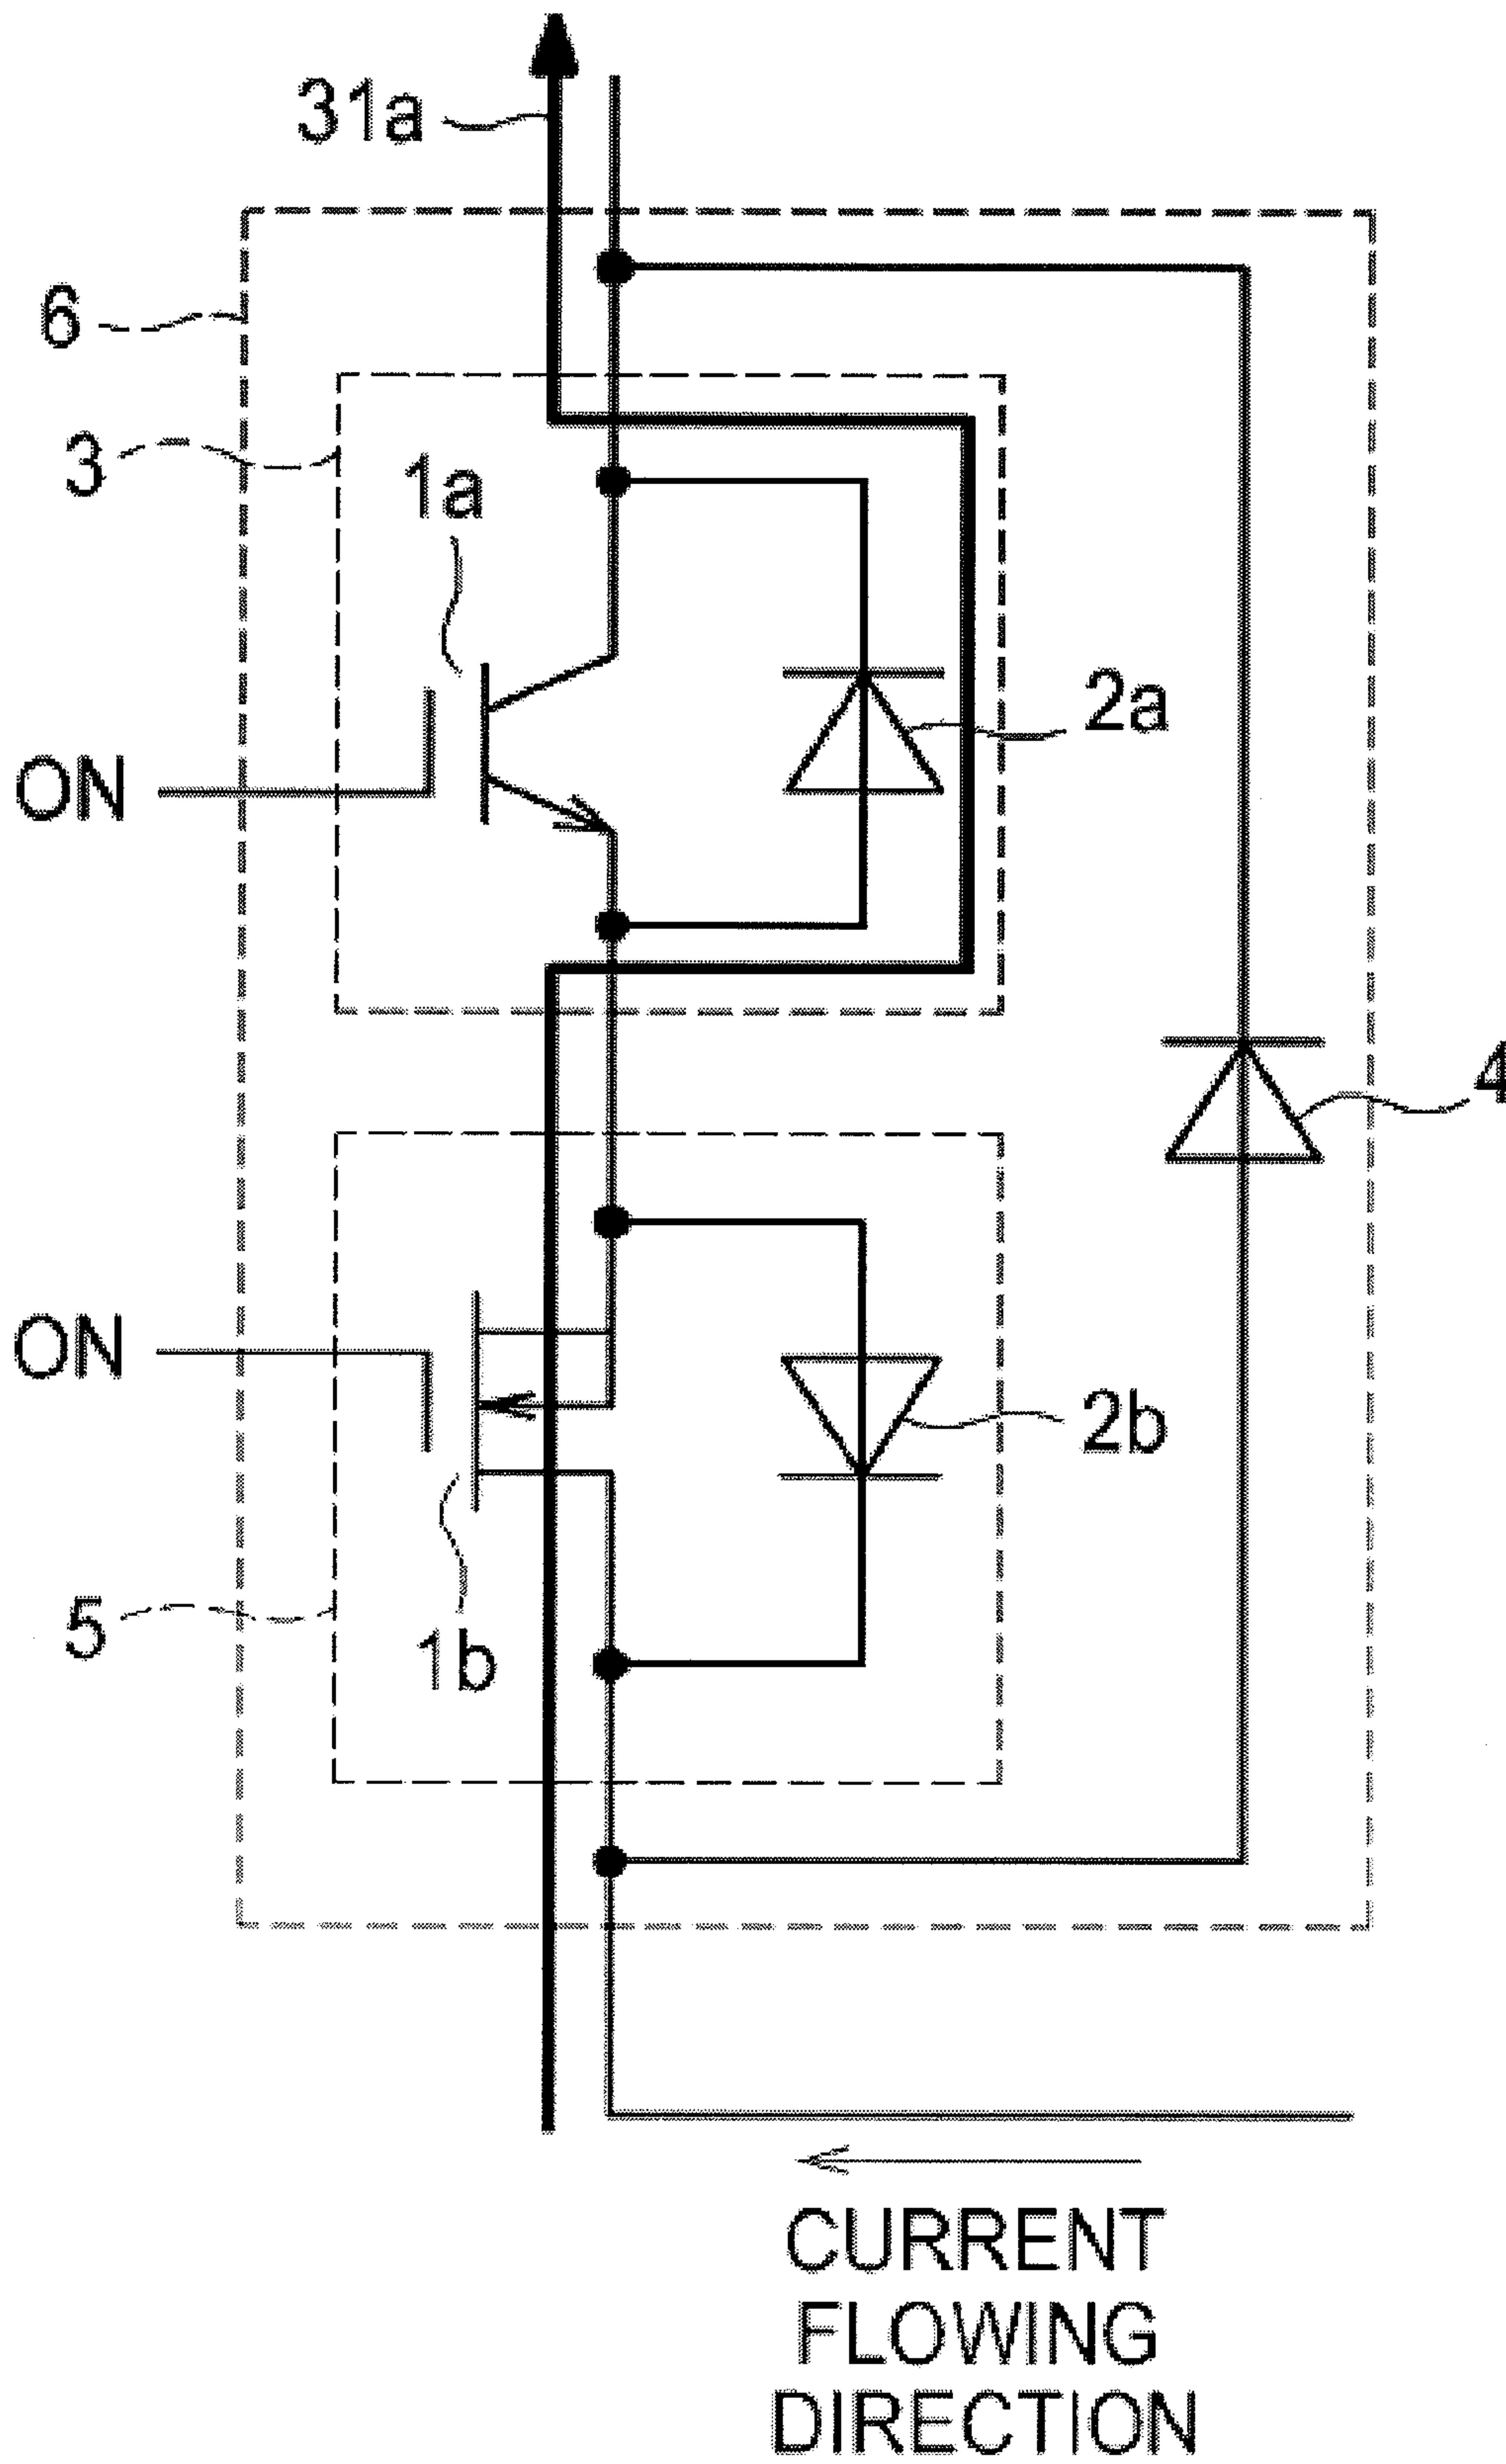 31a
6
3
1a
ON
2a
4
ON
2b
5
1b
CURRENT
FLOWING
DIRECTION